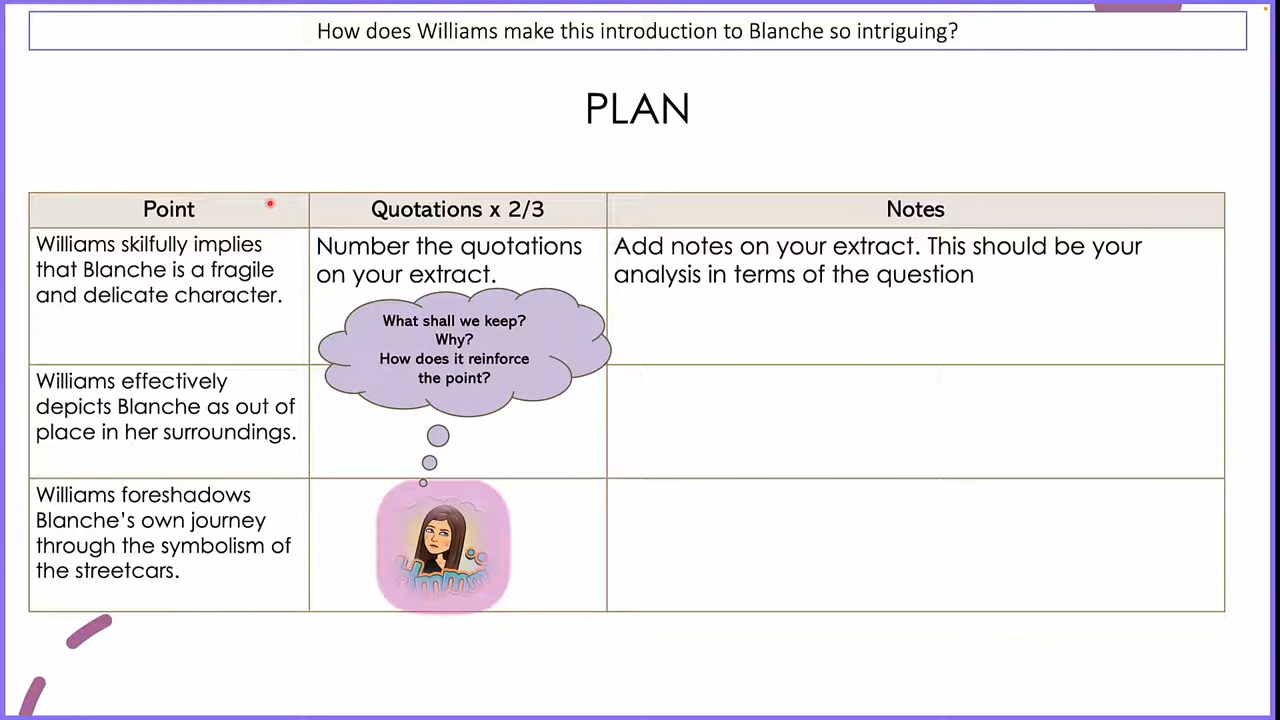 How does Williams make this introduction to Blanche so intriguing?
PLAN
Point
Quotations x 2/3
Notes
Williams skilfully implies
that Blanche is a fragile
and delicate character.
Number the quotations
on your extract.
Add notes on your extract. This should be your
analysis in terms of the question
What shall we keep?
Why?
How does it reinforce
the point?
Williams effectively
depicts Blanche as out of
place in her surroundings.
Williams foreshadows
Blanche’s own journey
through the symbolism of
the streetcars.